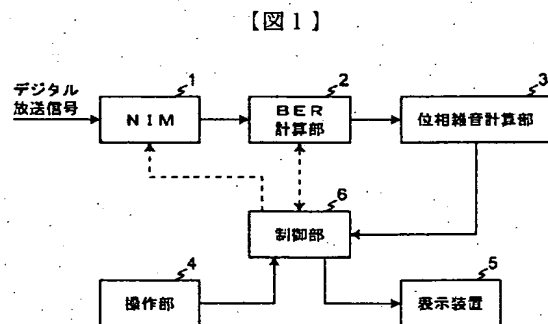 【図1】
デジタル
放送信号
1
NIM
2
BER
計算部
3
位相雑音計算部
6
制御部
4
操作部
5
表示装置